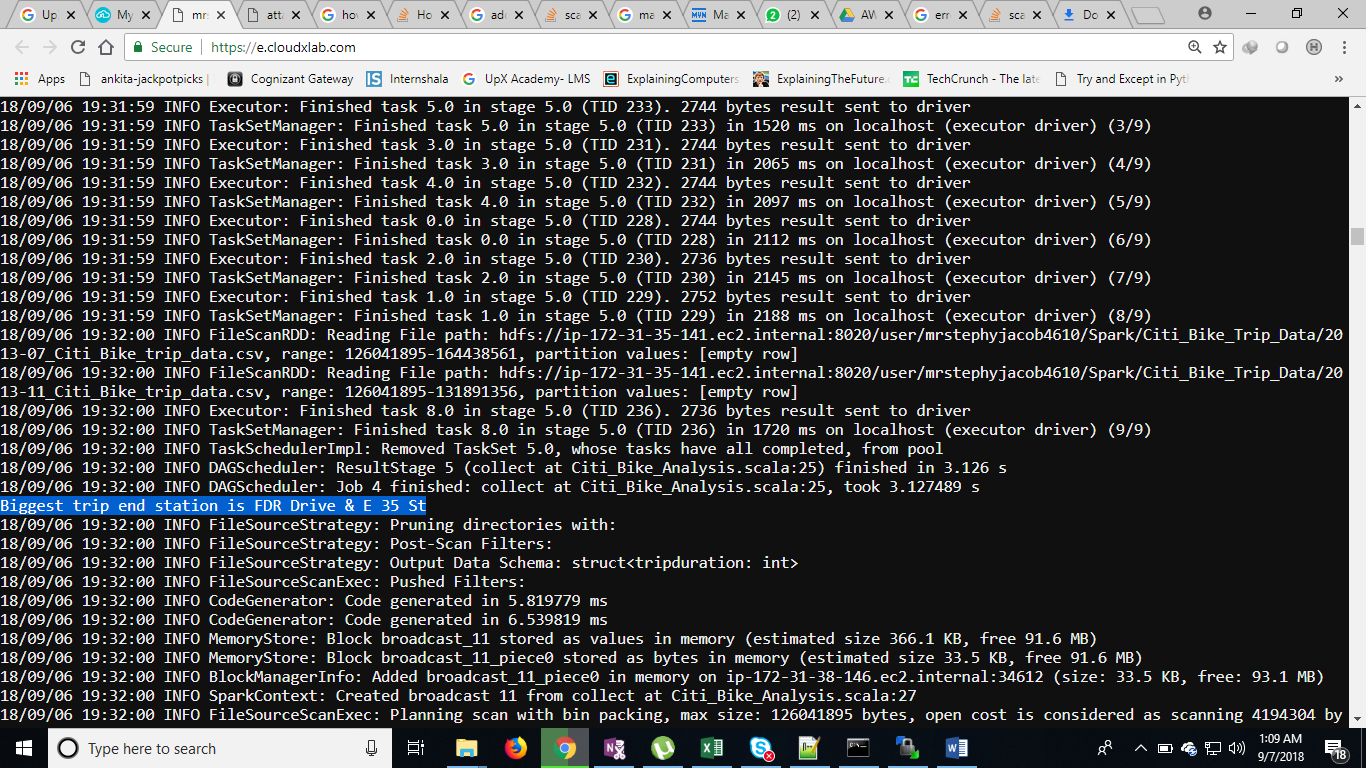 Up
My
mrs
atta
how
Ho
ade
sca
ma
Ma
(2)
AW
err
sca
Do
Secure
https://e.cloudxlab.com
Apps
ankita-jackpotpicks |
Cognizant Gateway
Internshala
UpX Academy- LMS
ExplainingComputers
ExplainingTheFuture.c
TechCrunch - The late
Try and Except in Pyt
»
18/09/06 19:31:59 INFO Executor: Finished task 5.0 in stage 5.0 (TID 233). 2744 bytes result sent to driver
18/09/06 19:31:59 INFO TaskSetManager: Finished task 5.0 in stage 5.0 (TID 233) in 1520 ms on localhost (executor driver) (3/9)
18/09/06 19:31:59 INFO Executor: Finished task 3.0 in stage 5.0 (TID 231). 2744 bytes result sent to driver
18/09/06 19:31:59 INFO TaskSetManager: Finished task 3.0 in stage 5.0 (TID 231) in 2065 ms on localhost (executor driver) (4/9)
18/09/06 19:31:59 INFO Executor: Finished task 4.0 in stage 5.0 (TID 232). 2744 bytes result sent to driver
18/09/06 19:31:59 INFO TaskSetManager: Finished task 4.0 in stage 5.0 (TID 232) in 2097 ms on localhost (executor driver) (5/9)
18/09/06 19:31:59 INFO Executor: Finished task 0.0 in stage 5.0 (TID 228). 2744 bytes result sent to driver
18/09/06 19:31:59 INFO TaskSetManager: Finished task 0.0 in stage 5.0 (TID 228) in 2112 ms on localhost (executor driver) (6/9)
18/09/06 19:31:59 INFO Executor: Finished task 2.0 in stage 5.0 (TID 230). 2736 bytes result sent to driver
18/09/06 19:31:59 INFO TaskSetManager: Finished task 2.0 in stage 5.0 (TID 230) in 2145 ms on localhost (executor driver) (7/9)
18/09/06 19:31:59 INFO Executor: Finished task 1.0 in stage 5.0 (TID 229). 2752 bytes result sent to driver
18/09/06 19:31:59 INFO TaskSetManager: Finished task 1.0 in stage 5.0 (TID 229) in 2188 ms on localhost (executor driver) (8/9)
18/09/06 19:32:00 INFO FileScanRDD: Reading File path: hdfs://ip-172-31-35-141.ec2.internal:8020/user/mrstephyjacob4610/Spark/Citi_Bike_Trip_Data/20
13-07_Citi_Bike_trip_data.csv, range: 126041895-164438561, partition values: [empty row]
18/09/06 19:32:00 INFO FileScanRDD: Reading File path: hdfs://ip-172-31-35-141.ec2.internal:8020/user/mrstephyjacob4610/Spark/Citi_Bike_Trip_Data/20
13-11_Citi_Bike_trip_data.csv, range: 126041895-131891356, partition values: [empty row]
18/09/06 19:32:00 INFO Executor: Finished task 8.0 in stage 5.0 (TID 236). 2736 bytes result sent to driver
18/09/06 19:32:00 INFO TaskSetManager: Finished task 8.0 in stage 5.0 (TID 236) in 1720 ms on localhost (executor driver) (9/9)
18/09/06 19:32:00 INFO TaskSchedulerImpl: Removed TaskSet 5.0, whose tasks have all completed, from pool
18/09/06 19:32:00 INFO DAGScheduler: ResultStage 5 (collect at Citi_Bike_Analysis.scala:25) finished in 3.126 s
18/09/06 19:32:00 INFO DAGScheduler: Job 4 finished: collect at Citi_Bike_Analysis.scala:25, took 3.127489 s
Biggest trip end station is FDR Drive & E 35 St
18/09/06 19:32:00 INFO FileSourceStrategy: Pruning directories with:
18/09/06 19:32:00 INFO FileSourceStrategy: Post-Scan Filters:
18/09/06 19:32:00 INFO FileSourceStrategy: Output Data Schema: struct<tripduration: int>
18/09/06 19:32:00 INFO FileSourceScanExec: Pushed Filters:
18/09/06 19:32:00 INFO CodeGenerator: Code generated in 5.819779 ms
18/09/06 19:32:00 INFO CodeGenerator: Code generated in 6.539819 ms
18/09/06 19:32:00 INFO MemoryStore: Block broadcast_11 stored as values in memory (estimated size 366.1 KB, free 91.6 MB)
18/09/06 19:32:00 INFO MemoryStore: Block broadcast_11_piece0 stored as bytes in memory (estimated size 33.5 KB, free 91.6 MB)
18/09/06 19:32:00 INFO BlockManagerInfo: Added broadcast_11_piece0 in memory on ip-172-31-38-146.ec2.internal:34612 (size: 33.5 KB, free: 93.1 MB)
18/09/06 19:32:00 INFO SparkContext: Created broadcast 11 from collect at Citi_Bike_Analysis.scala:27
18/09/06 19:32:00 INFO FileSourceScanExec: Planning scan with bin packing, max size: 126041895 bytes, open cost is considered as scanning 4194304 by
Type here to search
1:09 AM
9/7/2018
18